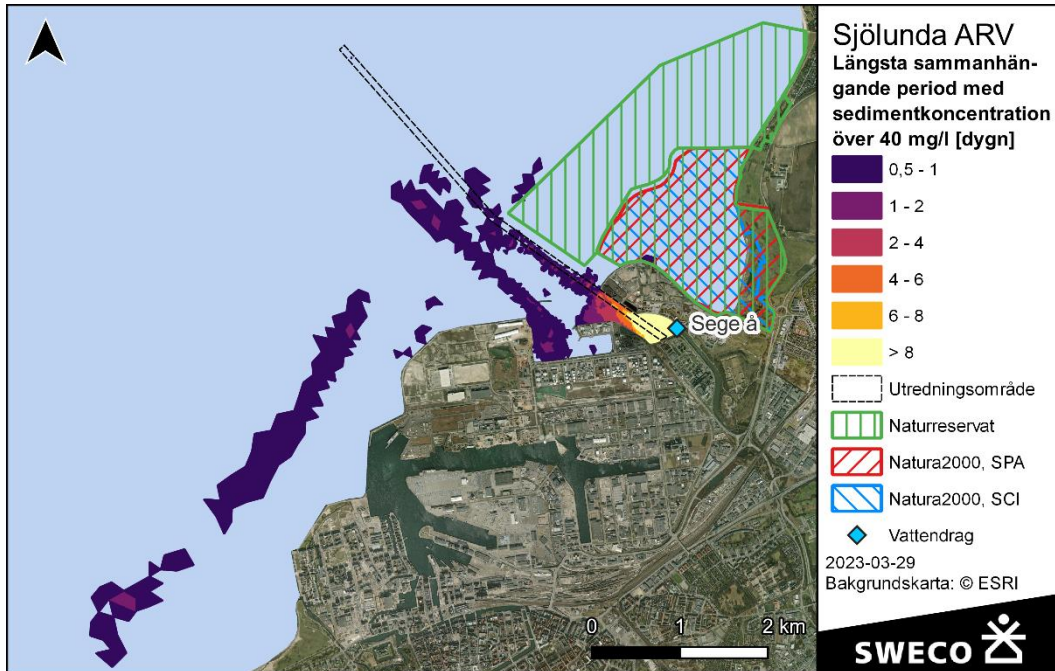 Sjölunda ARV
Längsta sammanhän-
gande period med
sedimentkoncentration
över 40 mg/l [dygn]
0,5 - 1
1 - 2
2 - 4
4 - 6
6 - 8
> 8
Utredningsområde
Naturreservat
Natura2000, SPA
Natura2000, SCI
Vattendrag
2023-03-29
Bakgrundskarta: © ESRI
SWECO
Sege å
0 1 2 km